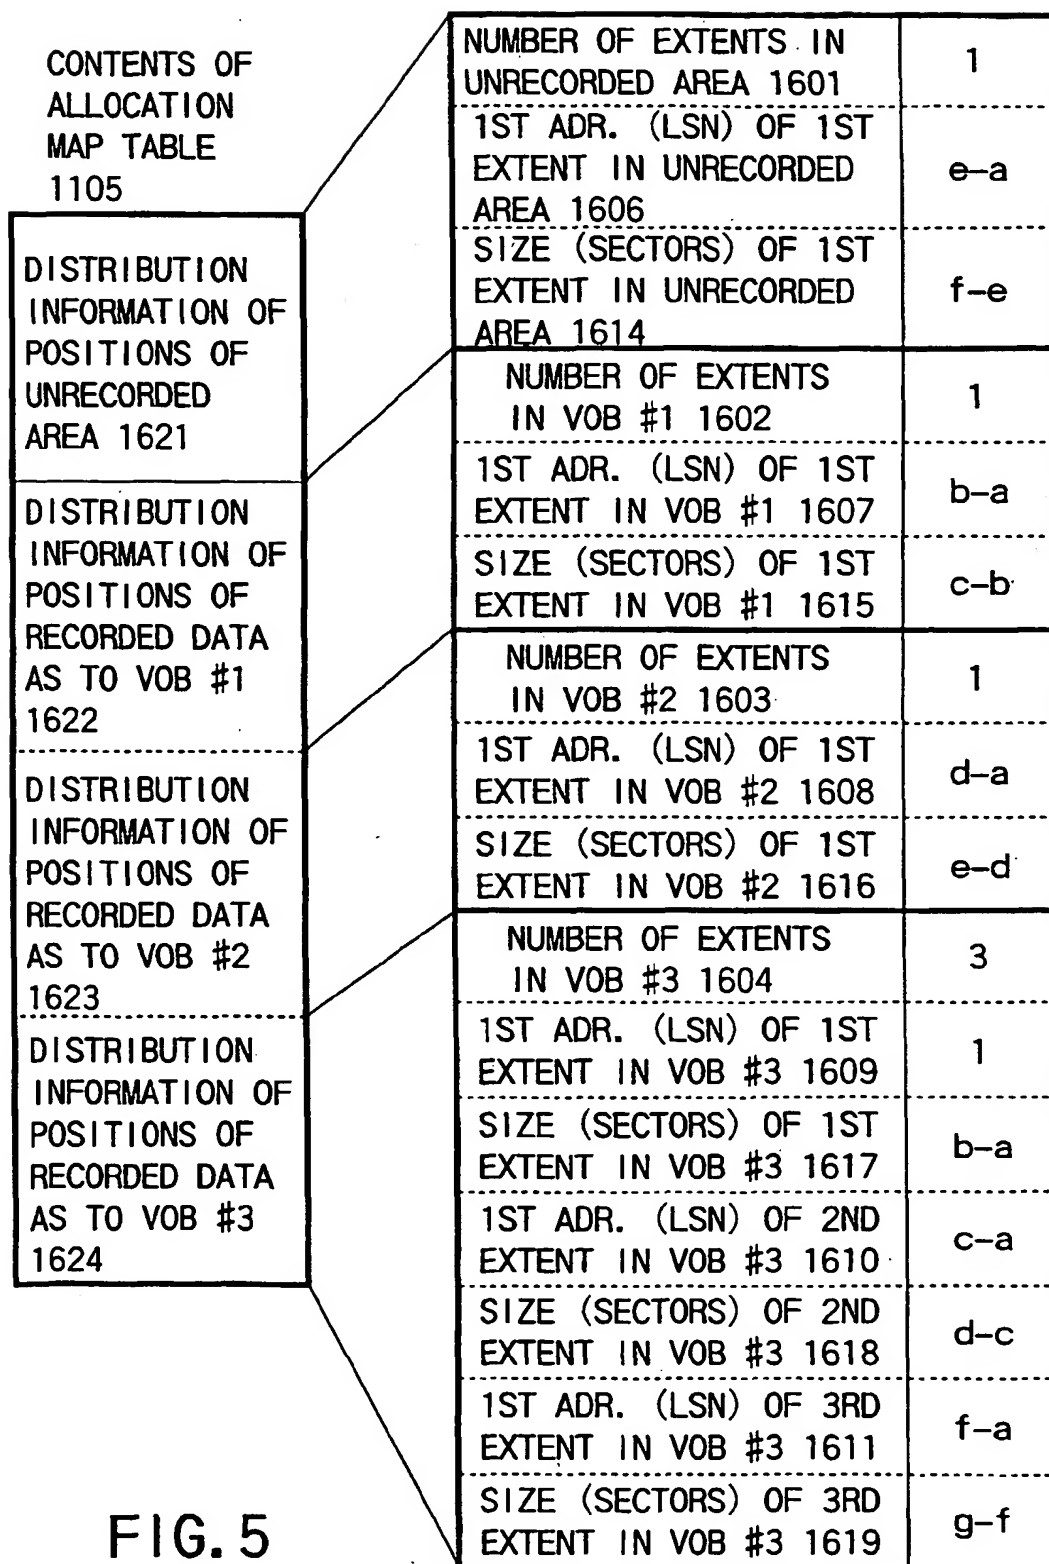 CONTENTS OF
ALLOCATION
MAP TABLE
1105
DISTRIBUTION
INFORMATION OF
POSITIONS OF
UNRECORDED
AREA 1621
DISTRIBUTION
INFORMATION OF
POSITIONS OF
RECORDED DATA
AS TO VOB #1
1622
DISTRIBUTION
INFORMATION OF
POSITIONS OF
RECORDED DATA
AS TO VOB #2
1623
DISTRIBUTION
INFORMATION OF
POSITIONS OF
RECORDED DATA
AS TO VOB #3
1624
NUMBER OF EXTENTS IN
UNRECORDED AREA 1601
1
1ST ADR. (LSN) OF 1ST
EXTENT IN UNRECORDED
AREA 1606
e-a
SIZE (SECTORS) OF 1ST
EXTENT IN UNRECORDED
AREA 1614
f-e
NUMBER OF EXTENTS
IN VOB #1 1602
1
1ST ADR. (LSN) OF 1ST
EXTENT IN VOB #1 1607
b-a
SIZE (SECTORS) OF 1ST
EXTENT IN VOB #1 1615
c-b
NUMBER OF EXTENTS
IN VOB #2 1603
1
1ST ADR. (LSN) OF 1ST
EXTENT IN VOB #2 1608
d-a
SIZE (SECTORS) OF 1ST
EXTENT IN VOB #2 1616
e-d
NUMBER OF EXTENTS
IN VOB #3 1604
3
1ST ADR. (LSN) OF 1ST
EXTENT IN VOB #3 1609
1
SIZE (SECTORS) OF 1ST
EXTENT IN VOB #3 1617
b-a
1ST ADR. (LSN) OF 2ND
EXTENT IN VOB #3 1610
c-a
SIZE (SECTORS) OF 2ND
EXTENT IN VOB #3 1618
d-c
1ST ADR. (LSN) OF 3RD
EXTENT IN VOB #3 1611
f-a
SIZE (SECTORS) OF 3RD
EXTENT IN VOB #3 1619
g-f
FIG. 5